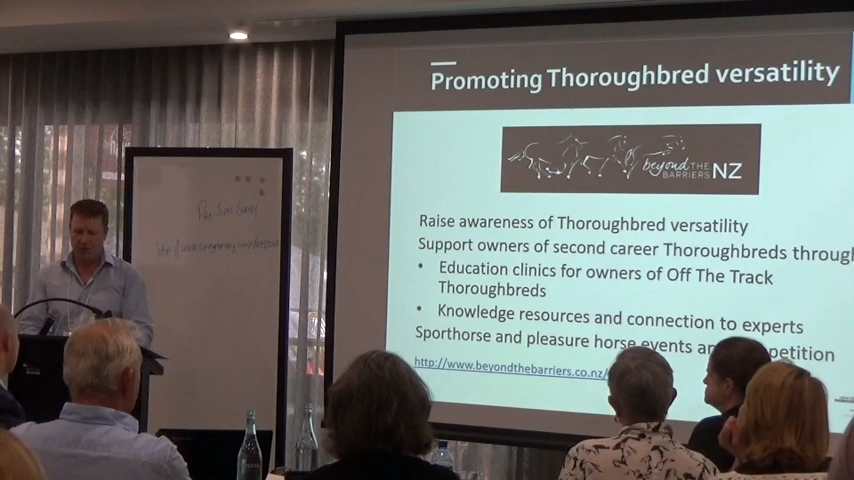 Promoting Thoroughbred versatility
beyond THE
BARRIERS NZ
Raise awareness of Thoroughbred versatility
Support owners of second career Thoroughbreds through
• Education clinics for owners of Off The Track
Thoroughbreds
• Knowledge resources and connection to experts
Sporthorse and pleasure horse events and competition
http://www.beyondthebarriers.co.nz/